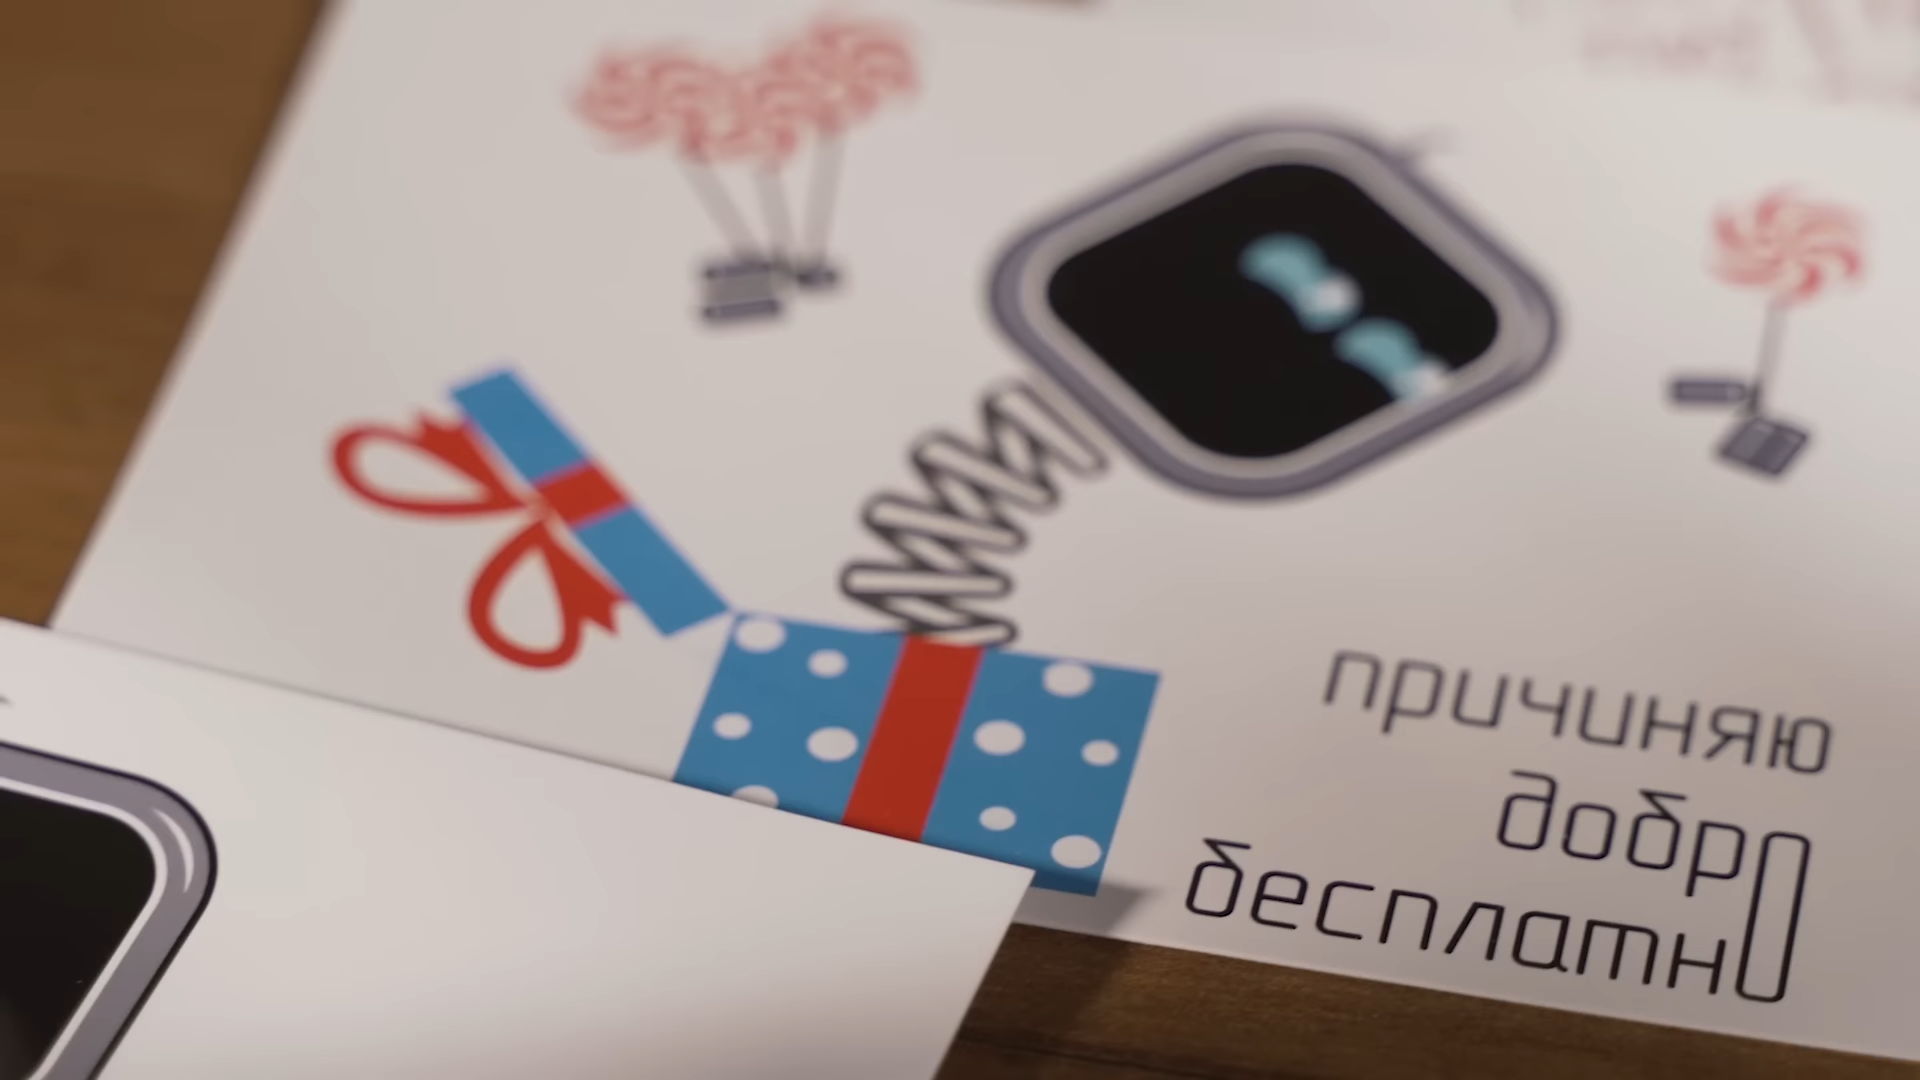 причиняю
добро
бесплатно